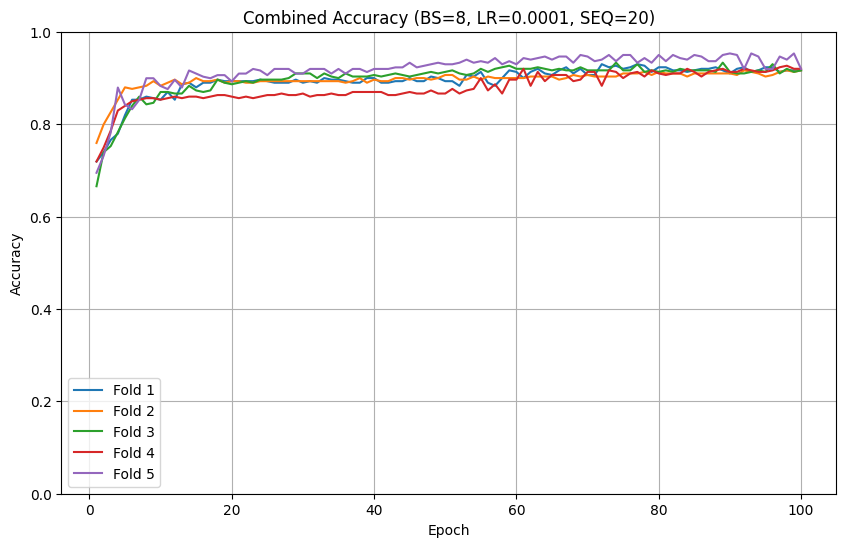 Combined Accuracy (BS=8, LR=0.0001, SEQ=20)
1.0
0.8
0.6
0.4
0.2
0.0
Accuracy
Fold 1
Fold 2
Fold 3
Fold 4
Fold 5
0 20 40 60 80 100
Epoch